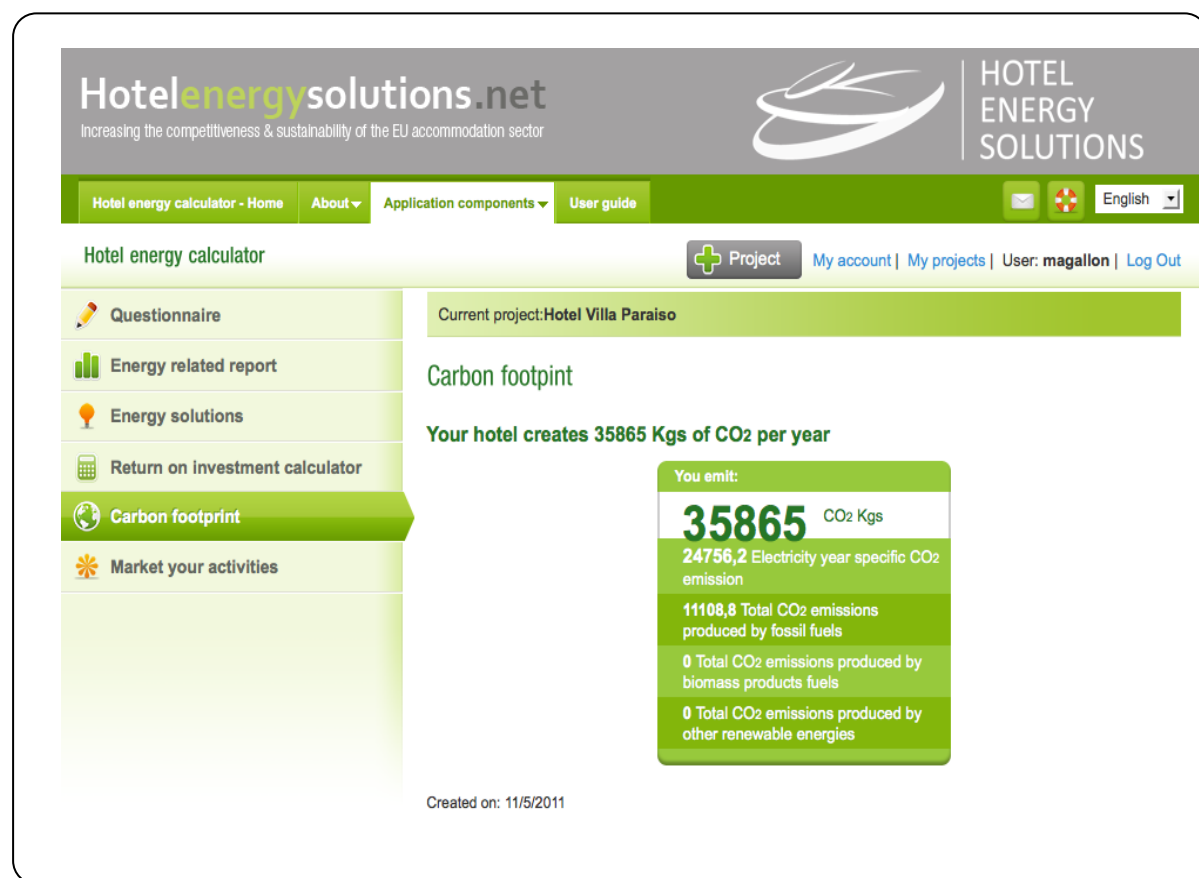 Hotelenergysolutions.net
Increasing the competitiveness & sustainability of the EU accommodation sector
HOTEL
ENERGY
SOLUTIONS
Hotel energy calculator - Home About Application components User guide
English
Hotel energy calculator
Project My account | My projects | User: magallon | Log Out
Questionnaire
Energy related report
Energy solutions
Return on investment calculator
Carbon footprint
Market your activities
Current project:Hotel Villa Paraiso
Carbon footpint
Your hotel creates 35865 Kgs of CO2 per year
You emit:
35865 CO2 Kgs
24756,2 Electricity year specific CO2
emission
11108,8 Total CO2 emissions
produced by fossil fuels
0 Total CO2 emissions produced by
biomass products fuels
0 Total CO2 emissions produced by
other renewable energies
Created on: 11/5/2011